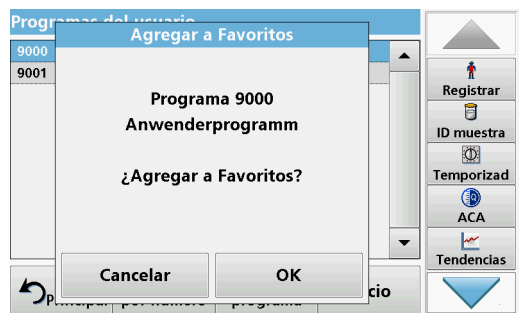 Programas del usuario
Agregar a Favoritos
9000
9001
Programa 9000
Anwenderprogramm
¿Agregar a Favoritos?
Cancelar
OK
Registrar
ID muestra
Temporizad
ACA
Tendencias